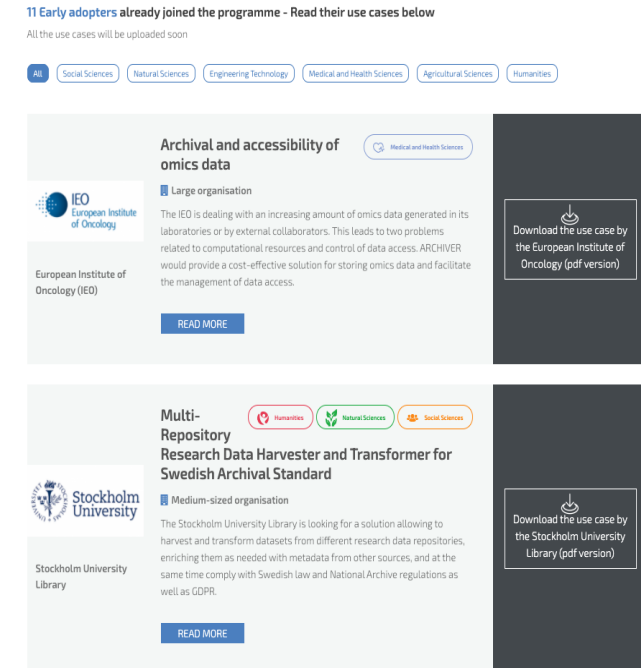 11 Early adopters already joined the programme - Read their use cases below
All the use cases will be uploaded soon
All
Social Sciences
Natural Sciences
Engineering Technology
Medical and Health Sciences
Agricultural Sciences
Humanities
Archival and accessibility of
omics data
Medical and Health Sciences
Large organisation
IEO
European Institute
of Oncology
European Institute of
Oncology (IEO)
The IEO is dealing with an increasing amount of omics data generated in its
laboratories or by external collaborators. This leads to two problems
related to computational resources and control of data access. ARCHIVER
would provide a cost-effective solution for storing omics data and facilitate
the management of data access.
READ MORE
Download the use case by
the European Institute of
Oncology (pdf version)
Multi-
Repository
Research Data Harvester and Transformer for
Swedish Archival Standard
Humanities
Natural Sciences
Social Sciences
Medium-sized organisation
Stockholm
University
Stockholm University
Library
The Stockholm University Library is looking for a solution allowing to
harvest and transform datasets from different research data repositories,
enriching them as needed with metadata from other sources, and at the
same time comply with Swedish law and National Archive regulations as
well as GDPR.
READ MORE
Download the use case by
the Stockholm University
Library (pdf version)